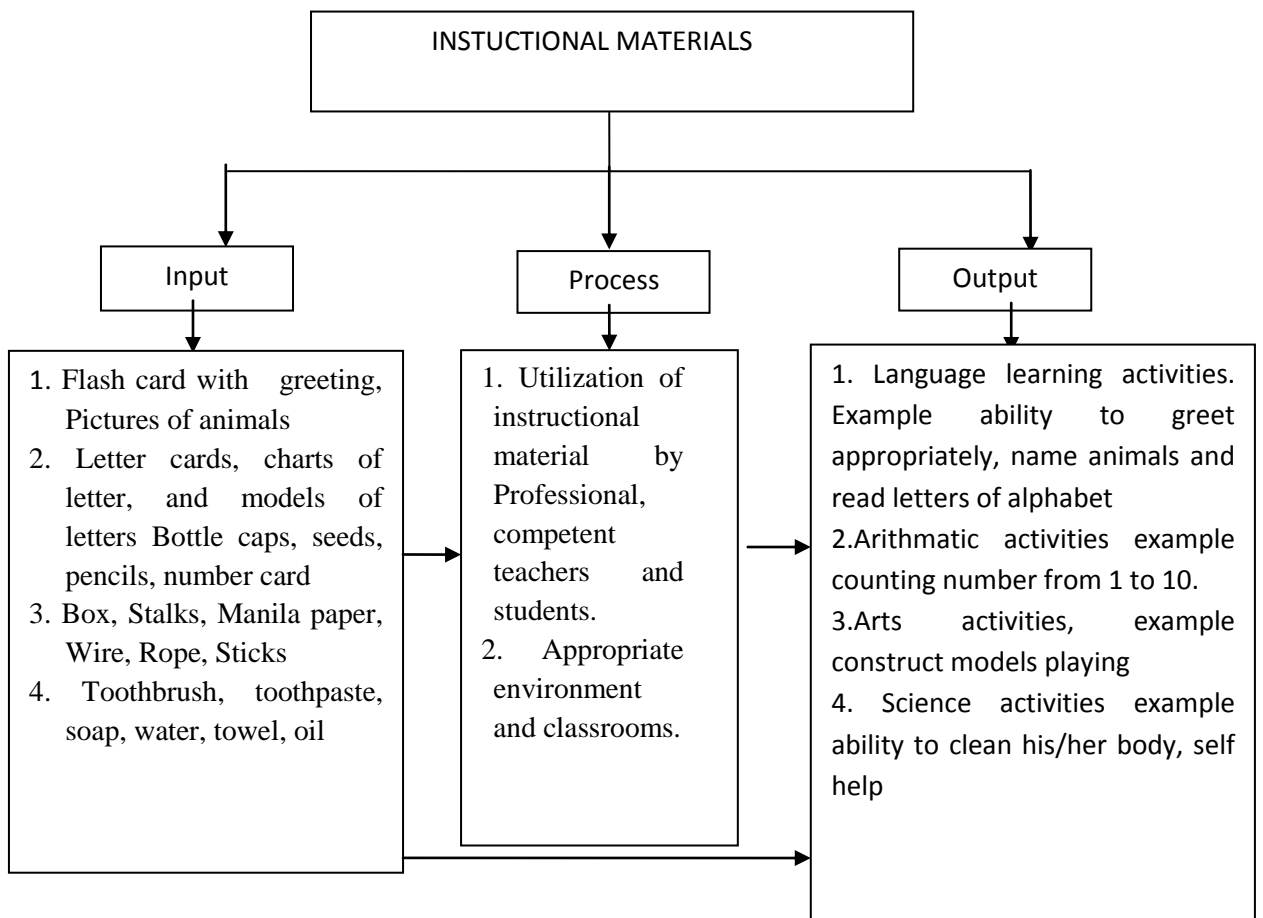 INSTUCTIONAL MATERIALS
Input
Process
Output
1. Flash card with greeting,
Pictures of animals
2. Letter cards, charts of
letter, and models of
letters Bottle caps, seeds,
pencils, number card
3. Box, Stalks, Manila paper,
Wire, Rope, Sticks
4. Toothbrush, toothpaste,
soap, water, towel, oil
1. Utilization of
instructional
material by
Professional,
competent
teachers and
students.
2. Appropriate
environment
and classrooms.
1. Language learning activities.
Example ability to greet
appropriately, name animals and
read letters of alphabet
2.Arithmatic activities example
counting number from 1 to 10.
3.Arts activities, example
construct models playing
4. Science activities example
ability to clean his/her body, self
help